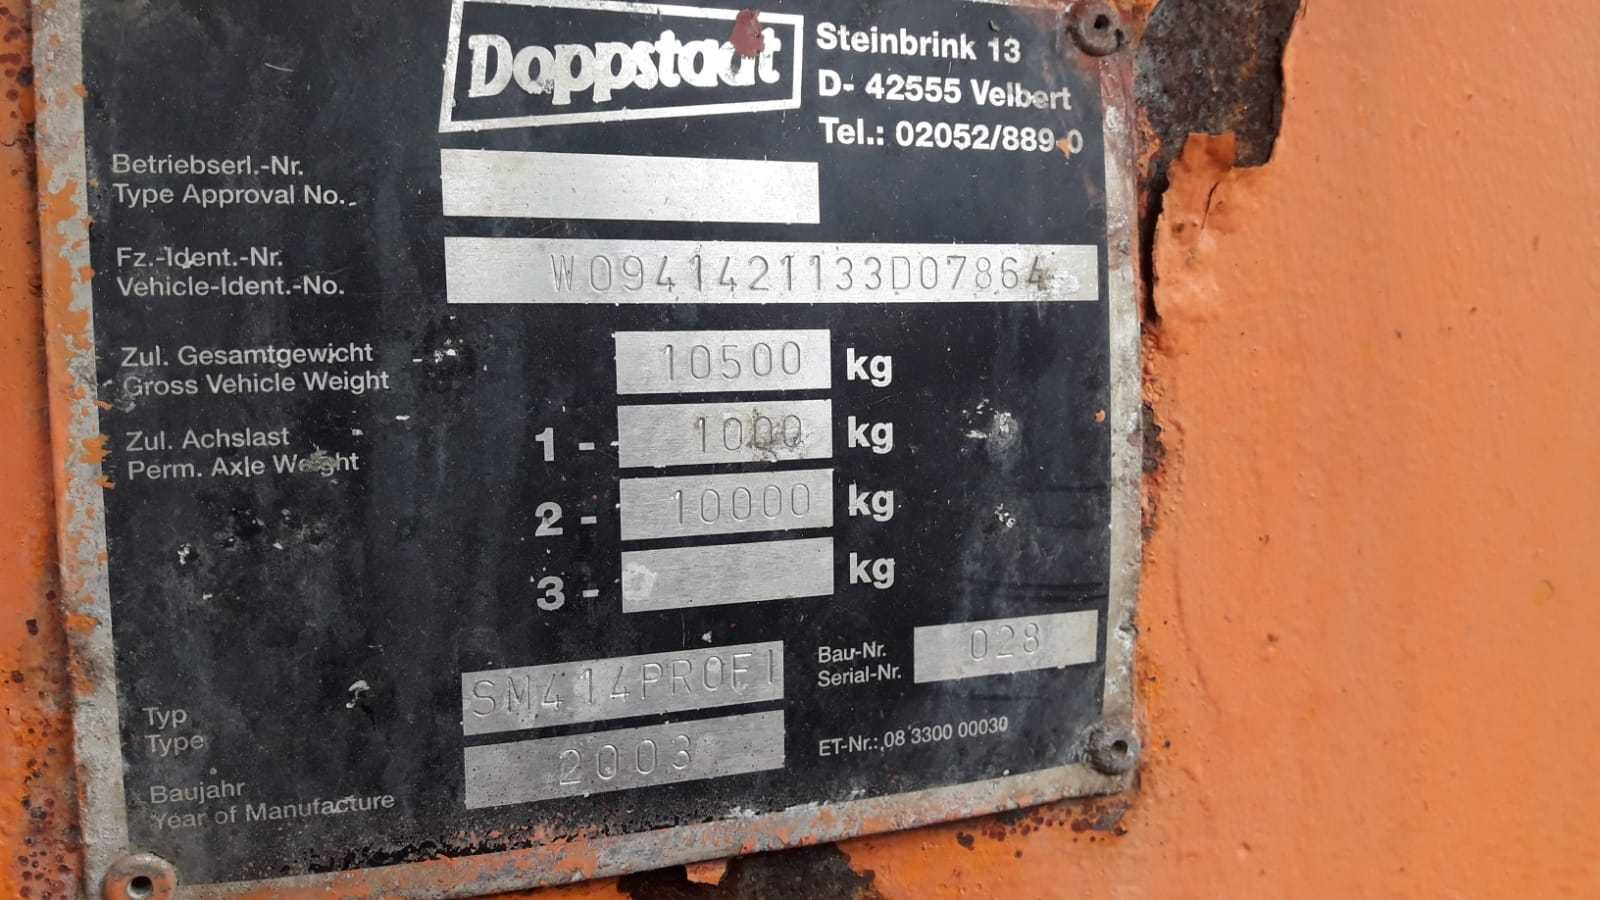 Doppstadt
Steinbrink 13
D- 42555 Velbert
Tel.: 02052/889-0
Betriebserl.-Nr.
Type Approval No.
Fz.-Ident.-Nr.
Vehicle-Ident.-No.
W0941421133D07864
Zul. Gesamtgewicht
Gross Vehicle Weight
10500 kg
Zul. Achslast
Perm. Axle Weight
1- 1000 kg
2- 10000 kg
3- kg
Typ
Type
SM414PROFI
Bau-Nr.
Serial-Nr.
028
Baujahr
Year of Manufacture
2003
ET-Nr.: 08 3300 00030